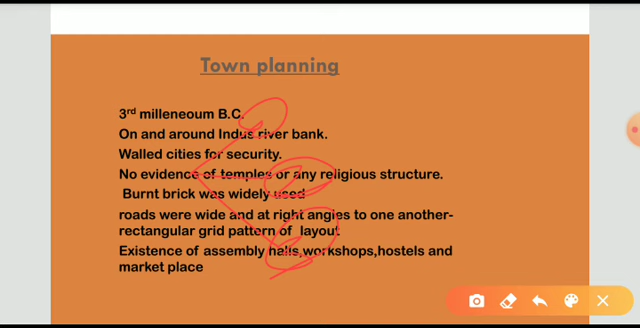 Town planning
3rd milleneoum B.C.
On and around Indus river bank.
Walled cities for security.
No evidence of temples or any religious structure.
Burnt brick was widely used
roads were wide and at right angles to one another-
rectangular grid pattern of layout
Existence of assembly halls,workshops,hostels and
market place